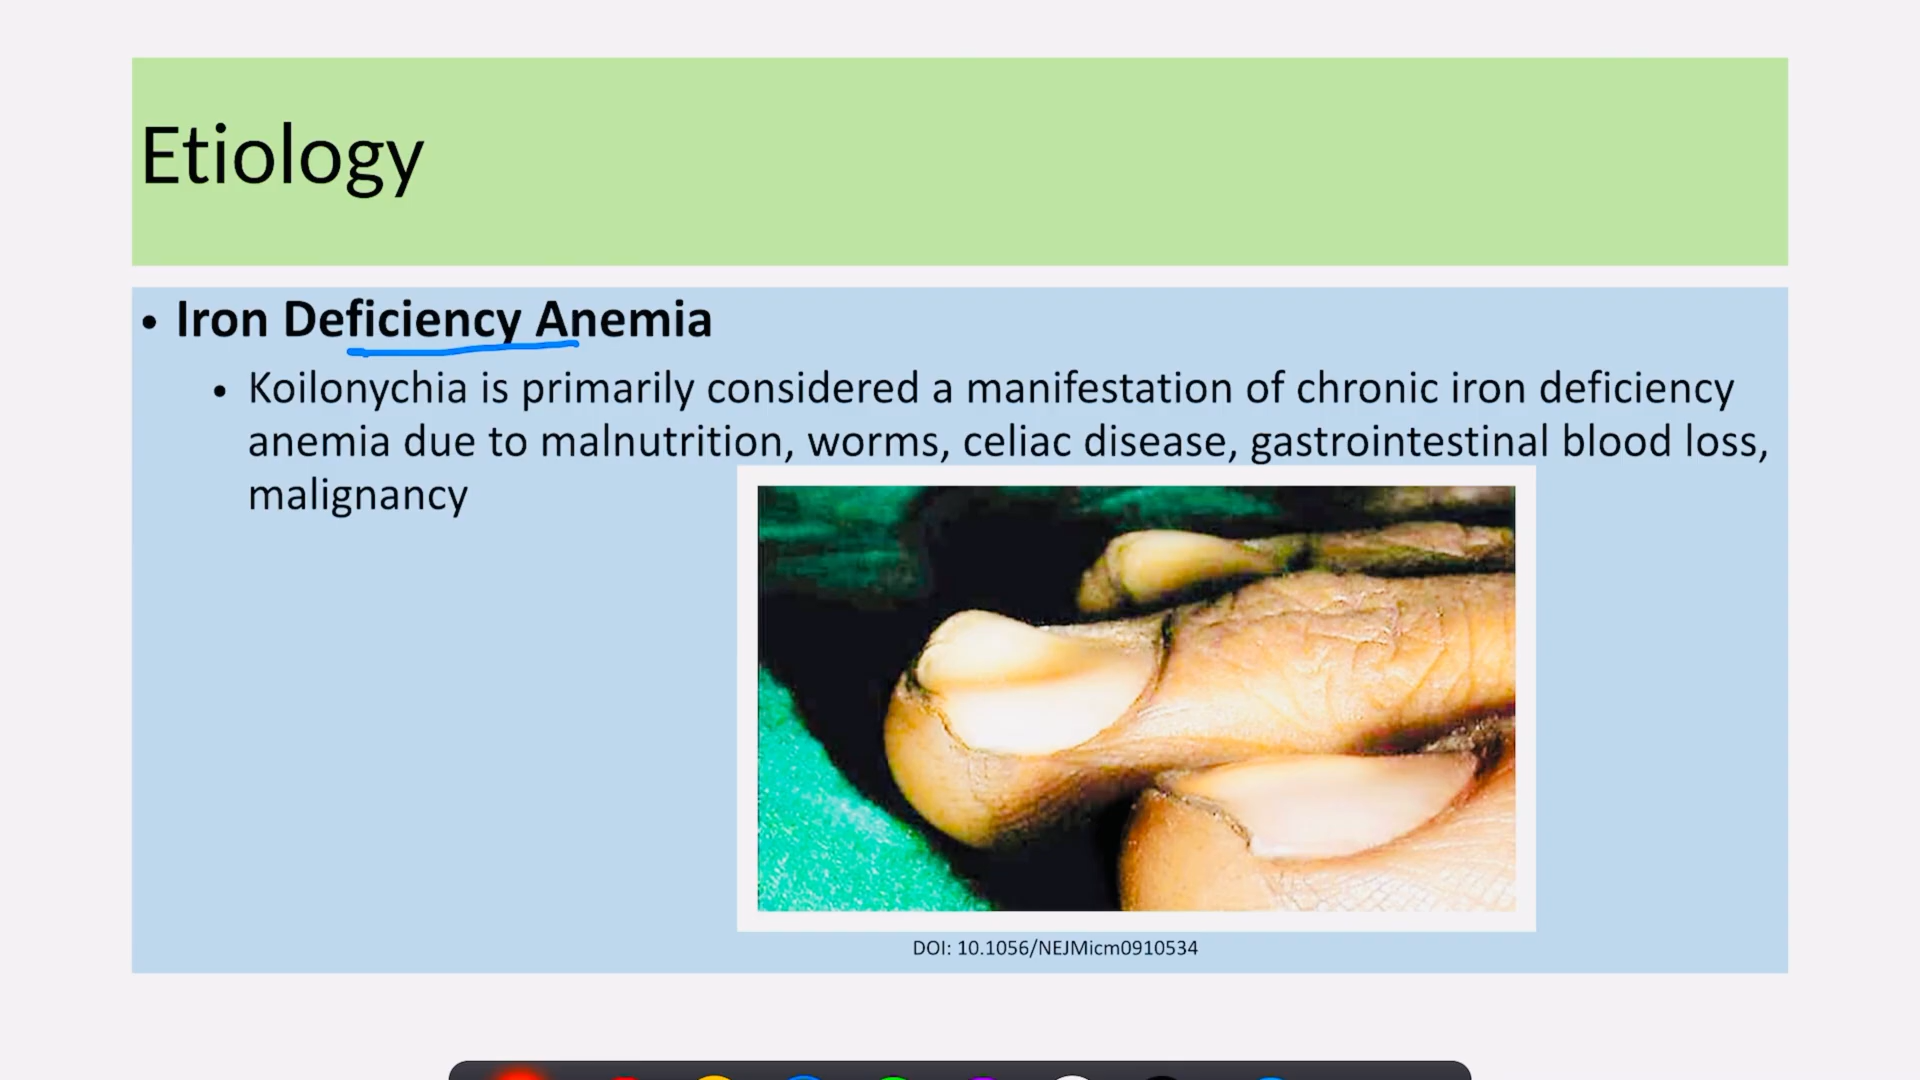 Etiology
• Iron Deficiency Anemia
• Koilonychia is primarily considered a manifestation of chronic iron deficiency
anemia due to malnutrition, worms, celiac disease, gastrointestinal blood loss,
malignancy
DOI: 10.1056/NEJMicm0910534